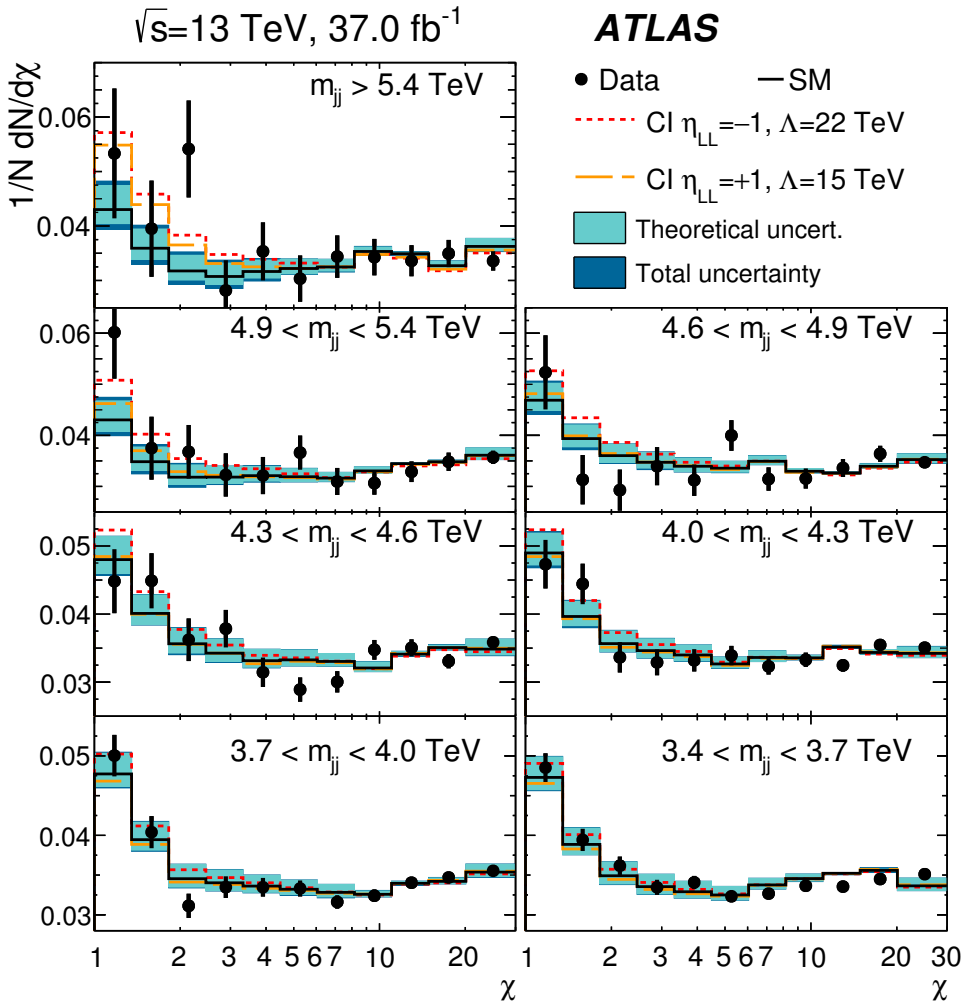 √s=13 TeV, 37.0 fb⁻¹
ATLAS
Data
SM
CI η_LL=−1, Λ=22 TeV
CI η_LL=+1, Λ=15 TeV
Theoretical uncert.
Total uncertainty
1/N dN/dχ
m_jj > 5.4 TeV
0.06
0.04
4.9 < m_jj < 5.4 TeV
0.06
0.04
4.6 < m_jj < 4.9 TeV
4.3 < m_jj < 4.6 TeV
0.05
0.04
0.03
4.0 < m_jj < 4.3 TeV
3.7 < m_jj < 4.0 TeV
0.05
0.04
0.03
3.4 < m_jj < 3.7 TeV
1 2 3 4 5 6 7 10 20
χ
1 2 3 4 5 6 7 10 20 30
χ